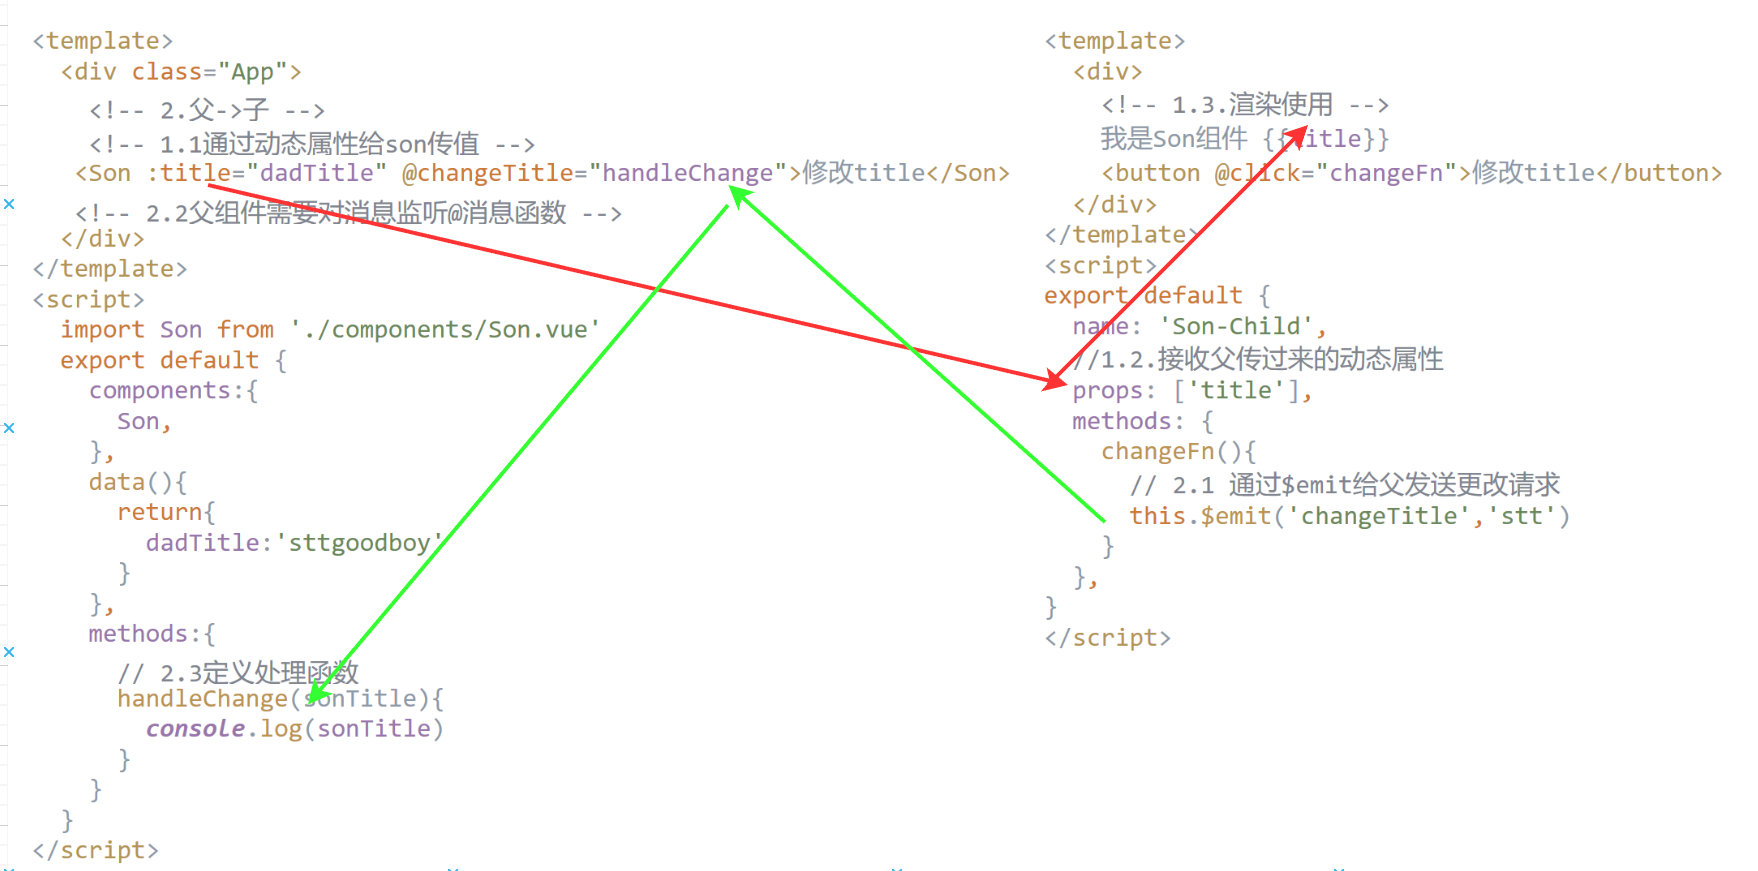 <template>
<div class="App">
<!-- 2.父->子 -->
<!-- 1.1通过动态属性给son传值 -->
<Son :title="dadTitle" @changeTitle="handleChange">修改title</Son>
<!-- 2.2父组件需要对消息监听@消息函数 -->
</div>
</template>
<script>
import Son from './components/Son.vue'
export default {
components:{
Son,
},
data(){
return{
dadTitle:'sttgoodboy'
}
},
methods:{
// 2.3定义处理函数
handleChange(sonTitle){
console.log(sonTitle)
}
}
}
</script>
<template>
<div>
<!-- 1.3.渲染使用 -->
我是Son组件 {{title}}
<button @click="changeFn">修改title</button>
</div>
</template>
<script>
export default {
name: 'Son-Child',
//1.2.接收父传过来的动态属性
props: ['title'],
methods: {
changeFn(){
// 2.1 通过$emit给父发送更改请求
this.$emit('changeTitle','stt')
}
},
}
</script>